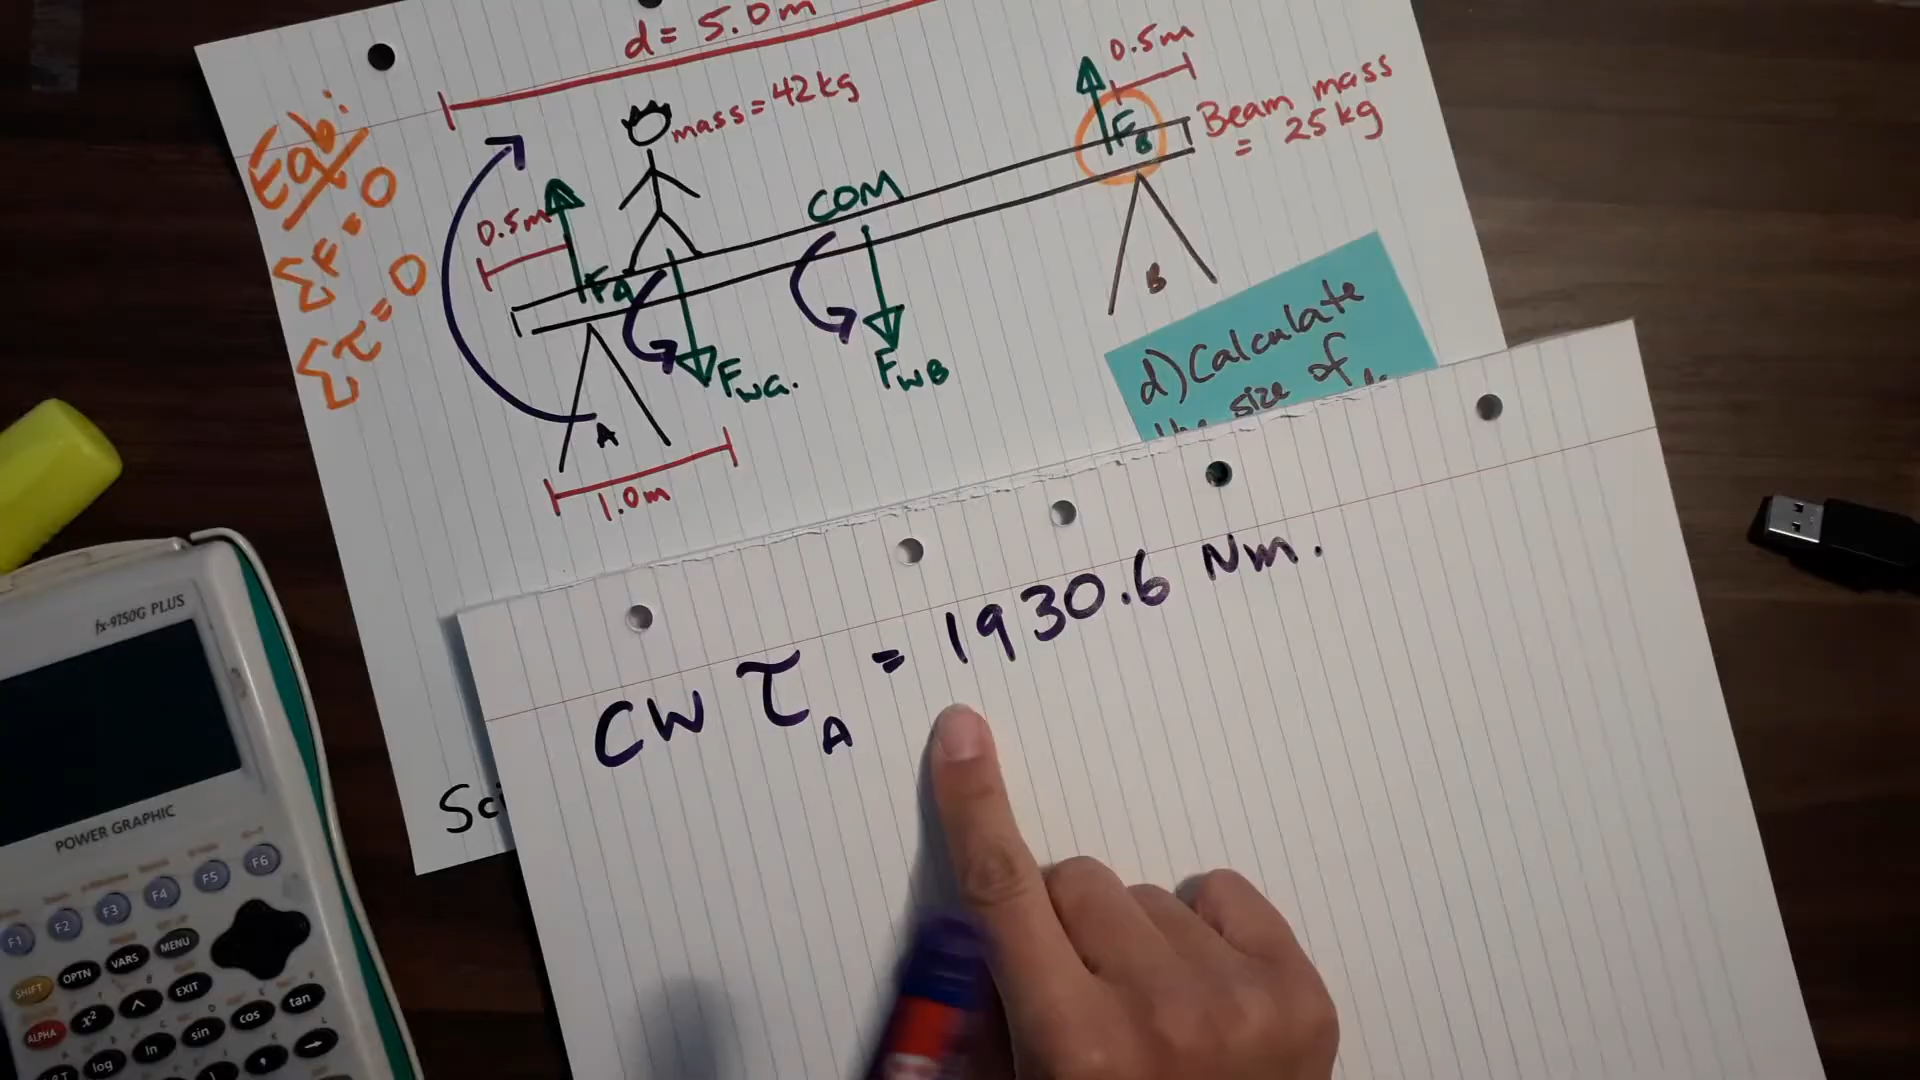 d = 5.0m
mass = 42kg
0.5m
Beam mass
= 25kg
Eqb:
ΣF = 0
Στ = 0
0.5m
COM
FA
FB
FWG.
FWB
A
B
1.0m
d) Calculate
the size of
Sci
CW τA = 1930.6 Nm.
fx-9750G PLUS
POWER GRAPHIC
F1 F2 F3 F4 F5 F6
SHIFT OPTN VARS MENU
ALPHA x² ^ EXIT
log ln sin cos tan